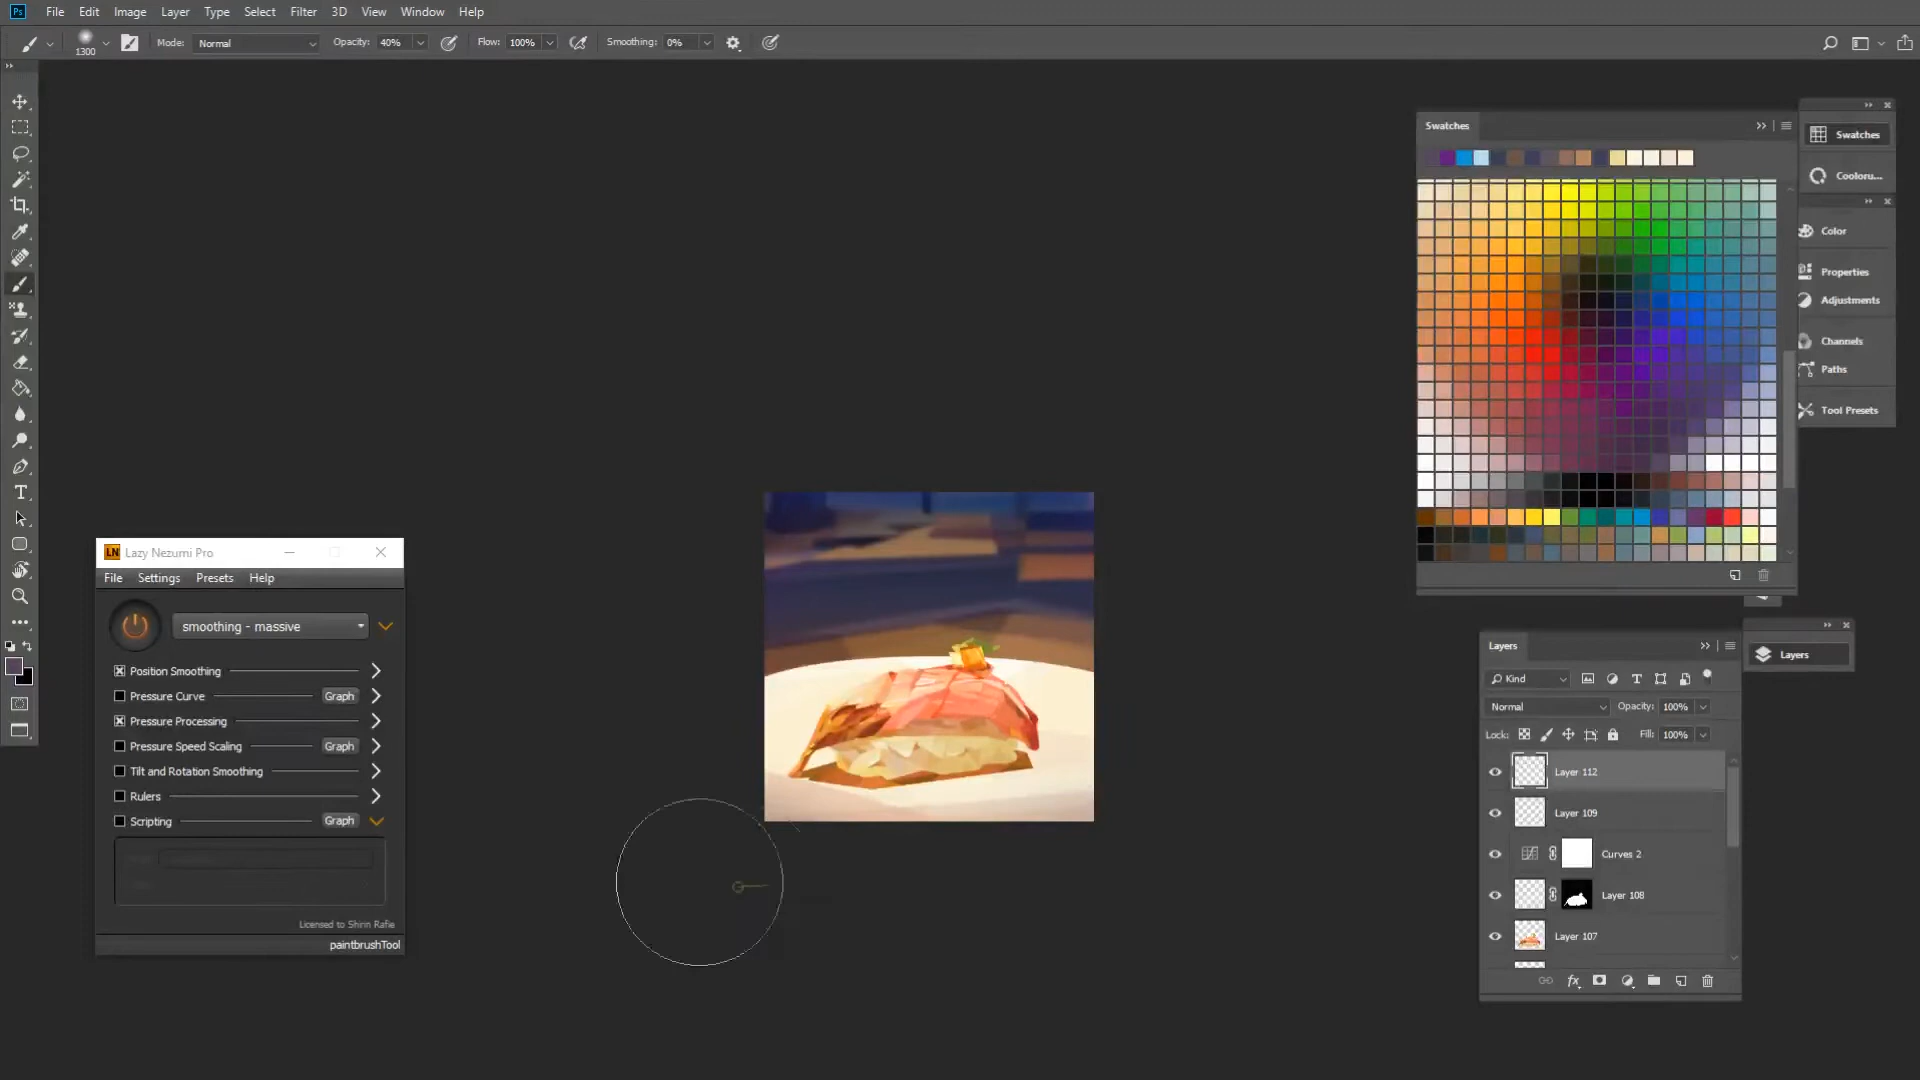 Ps File Edit Image Layer Type Select Filter 3D View Window Help
1300 Mode: Normal Opacity: 40% Flow: 100% Smoothing: 0%
Swatches
Swatches
Cooloru...
Color
Properties
Adjustments
Channels
Paths
Tool Presets
LN Lazy Nezumi Pro
File Settings Presets Help
smoothing - massive
Position Smoothing
Pressure Curve Graph
Pressure Processing
Pressure Speed Scaling Graph
Tilt and Rotation Smoothing
Rulers
Scripting Graph
Licensed to Shirin Rafie
paintbrushTool
Layers
Layers
Kind
Normal Opacity: 100%
Lock: Fill: 100%
Layer 112
Layer 109
Curves 2
Layer 108
Layer 107
fx